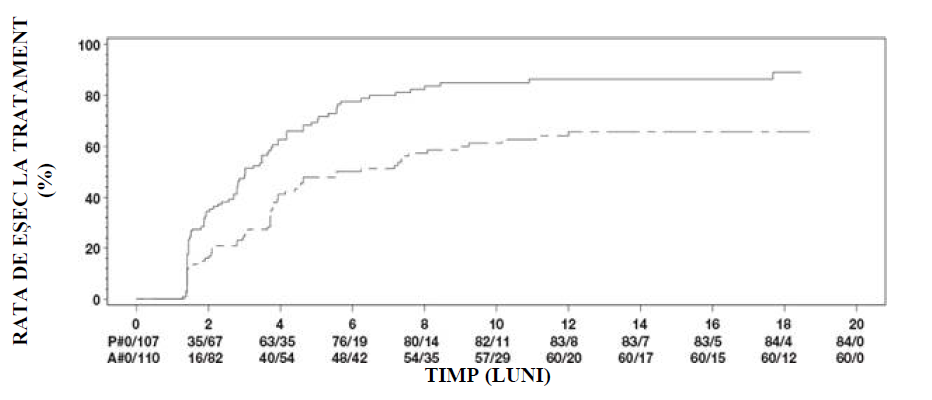 RATA DE EŞEC LA TRATAMENT
(%)
100
80
60
40
20
0
0 2 4 6 8 10 12 14 16 18 20
P#0/107 35/67 63/35 76/19 80/14 82/11 83/8 83/7 83/5 84/4 84/0
A#0/110 16/82 40/54 48/42 54/35 57/29 60/20 60/17 60/15 60/12 60/0
TIMP (LUNI)